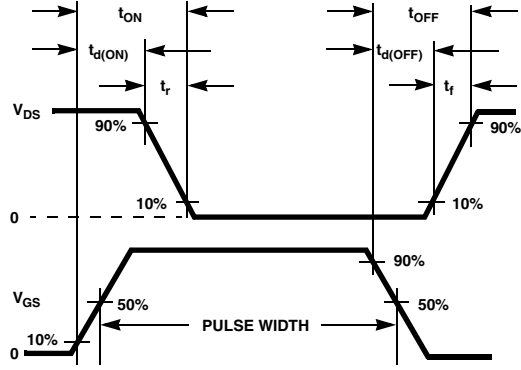 tON tOFF
td(ON) td(OFF)
tr tf
VDS
90% 90%
10% 10%
0
90%
VGS
50% 50%
PULSE WIDTH
10%
0